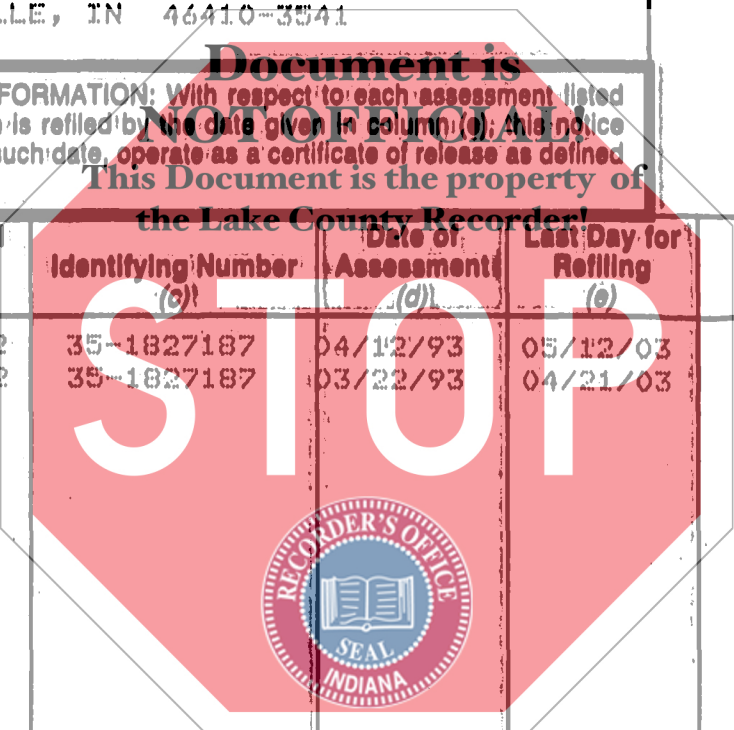 LLE, IN 46410-3541
Document is
FORMATION: With respect to each assessment listed
NOT OFFICIAL!
is refiled by the date given in column (e), this notice
such date, operate as a certificate of release as defined
This Document is the property of
the Lake County Recorder!
Identifying Number
(c)
Date of
Assessment
(d)
Last Day for
Refiling
(e)
35-1827187 04/12/93 05/12/03
35-1827187 03/22/93 04/21/03
STOP
RECORDER'S OFFICE
SEAL
INDIANA